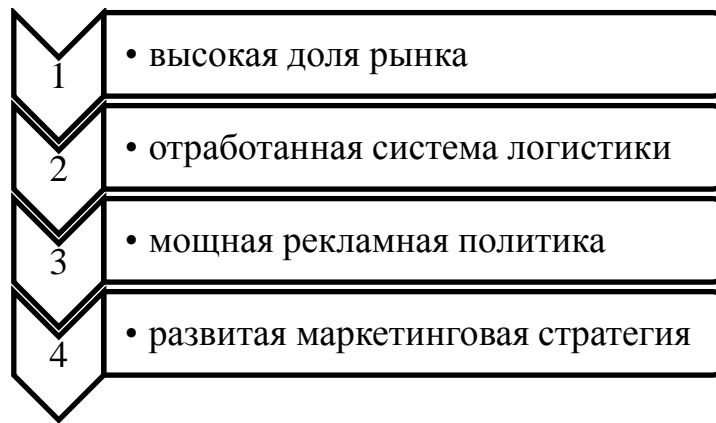 1 • высокая доля рынка
2 • отработанная система логистики
3 • мощная рекламная политика
4 • развитая маркетинговая стратегия